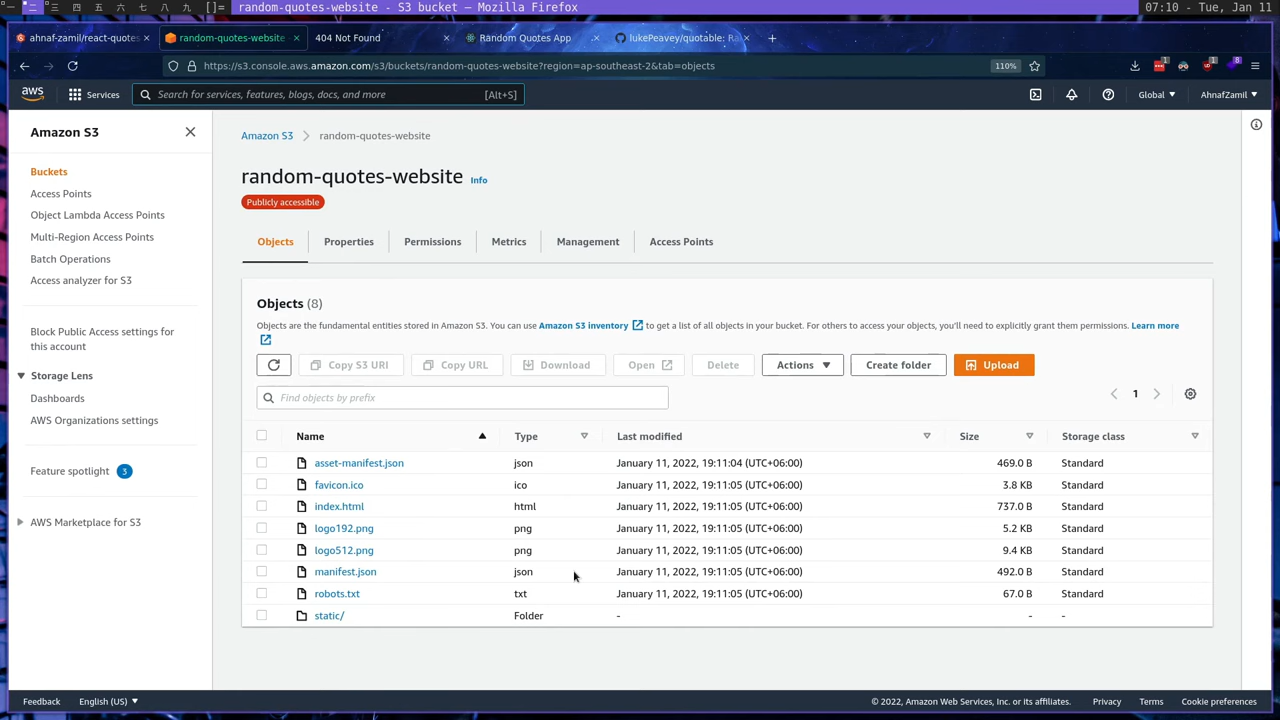 一 二 三 四 五 六 七 八 九 []= random-quotes-website - S3 bucket — Mozilla Firefox 07:10 - Tue, Jan 11
ahnaf-zamil/react-quotes
random-quotes-website
404 Not Found
Random Quotes App
lukePeavey/quotable: Ra
https://s3.console.aws.amazon.com/s3/buckets/random-quotes-website?region=ap-southeast-2&tab=objects
110%
1
1
8
aws
Services
Search for services, features, blogs, docs, and more
[Alt+S]
Global
AhnafZamil
Amazon S3
Buckets
Access Points
Object Lambda Access Points
Multi-Region Access Points
Batch Operations
Access analyzer for S3
Block Public Access settings for
this account
Storage Lens
Dashboards
AWS Organizations settings
Feature spotlight 3
AWS Marketplace for S3
Amazon S3 random-quotes-website
random-quotes-website Info
Publicly accessible
Objects Properties Permissions Metrics Management Access Points
Objects (8)
Objects are the fundamental entities stored in Amazon S3. You can use Amazon S3 inventory to get a list of all objects in your bucket. For others to access your objects, you'll need to explicitly grant them permissions. Learn more
Copy S3 URI Copy URL Download Open Delete Actions Create folder Upload
Find objects by prefix
1
Name Type Last modified Size Storage class
asset-manifest.json json January 11, 2022, 19:11:04 (UTC+06:00) 469.0 B Standard
favicon.ico ico January 11, 2022, 19:11:05 (UTC+06:00) 3.8 KB Standard
index.html html January 11, 2022, 19:11:05 (UTC+06:00) 737.0 B Standard
logo192.png png January 11, 2022, 19:11:05 (UTC+06:00) 5.2 KB Standard
logo512.png png January 11, 2022, 19:11:05 (UTC+06:00) 9.4 KB Standard
manifest.json json January 11, 2022, 19:11:05 (UTC+06:00) 492.0 B Standard
robots.txt txt January 11, 2022, 19:11:05 (UTC+06:00) 67.0 B Standard
static/ Folder - - -
Feedback English (US) © 2022, Amazon Web Services, Inc. or its affiliates. Privacy Terms Cookie preferences